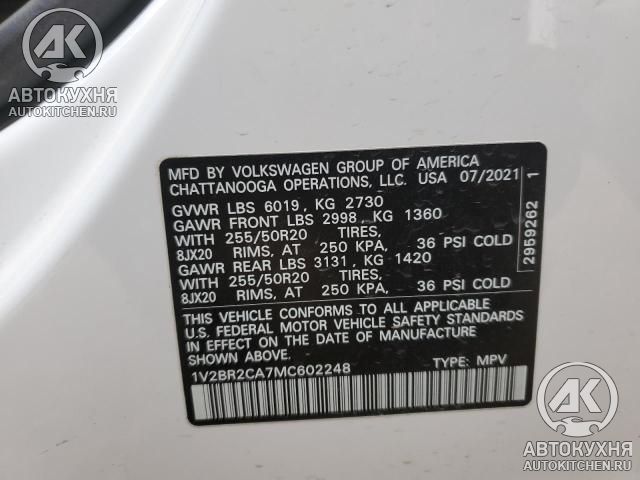 АК
АВТОКУХНЯ
AUTOKITCHEN.RU
MFD BY VOLKSWAGEN GROUP OF AMERICA
CHATTANOOGA OPERATIONS, LLC. USA 07/2021
GVWR LBS 6019, KG 2730
GAWR FRONT LBS 2998, KG 1360
WITH 255/50R20 TIRES,
8JX20 RIMS, AT 250 KPA, 36 PSI COLD
GAWR REAR LBS 3131, KG 1420
WITH 255/50R20 TIRES,
8JX20 RIMS, AT 250 KPA, 36 PSI COLD
THIS VEHICLE CONFORMS TO ALL APPLICABLE
U.S. FEDERAL MOTOR VEHICLE SAFETY STANDARDS
IN EFFECT ON THE DATE OF MANUFACTURE
SHOWN ABOVE.
1V2BR2CA7MC602248 TYPE: MPV
2959262 1
АК
АВТОКУХНЯ
AUTOKITCHEN.RU